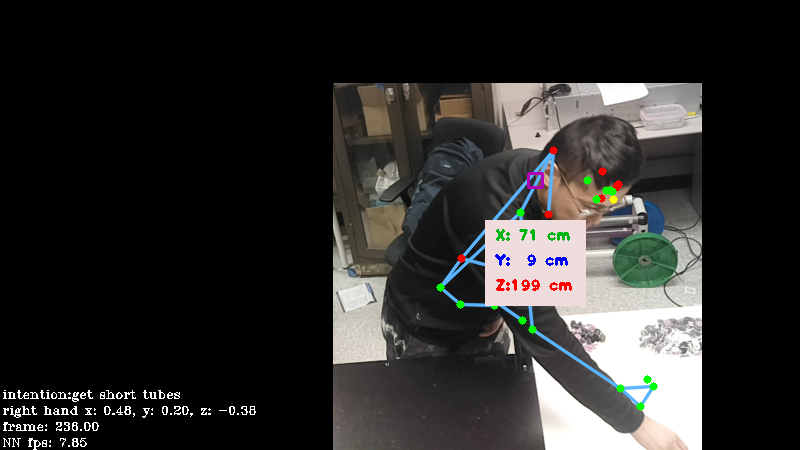 X: 71 cm
Y: 9 cm
Z:199 cm
intention:get short tubes
right hand x: 0.48, y: 0.20, z: −0.38
frame: 236.00
NN fps: 7.85